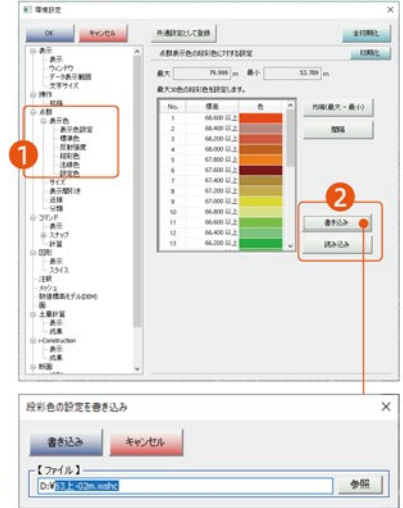 環境設定
OK
キャンセル
共通設定として登録
全初期化
表示
表示
ウィンドウ
データ表示範囲
文字サイズ
操作
点群
表示色
表示色設定
標準色
反射強度
段彩色
法線色
設定色
サイズ
表示間引き
近接
分類
コマンド
表示
スナップ
計算
図形
表示
スライス
注釈
メッシュ
数値標高モデル(DEM)
面
土量計算
表示
成果
i-Construction
表示
成果
断面
1
点群表示色の段彩色に対する設定
初期化
最大 79.999 m 最小 53.789 m
最大30色の段彩色を設定します。
No. 標高 色
1 68.600 以上
2 68.400 以上
3 68.200 以上
4 68.000 以上
5 67.800 以上
6 67.600 以上
7 67.400 以上
8 67.200 以上
9 67.000 以上
10 66.800 以上
11 66.600 以上
12 66.400 以上
13 66.200 以上
均等(最大 - 最小)
間隔
2
書き込み
読み込み
段彩色の設定を書き込み
書き込み
キャンセル
【ファイル】
D:¥63上-02m.wshc
参照